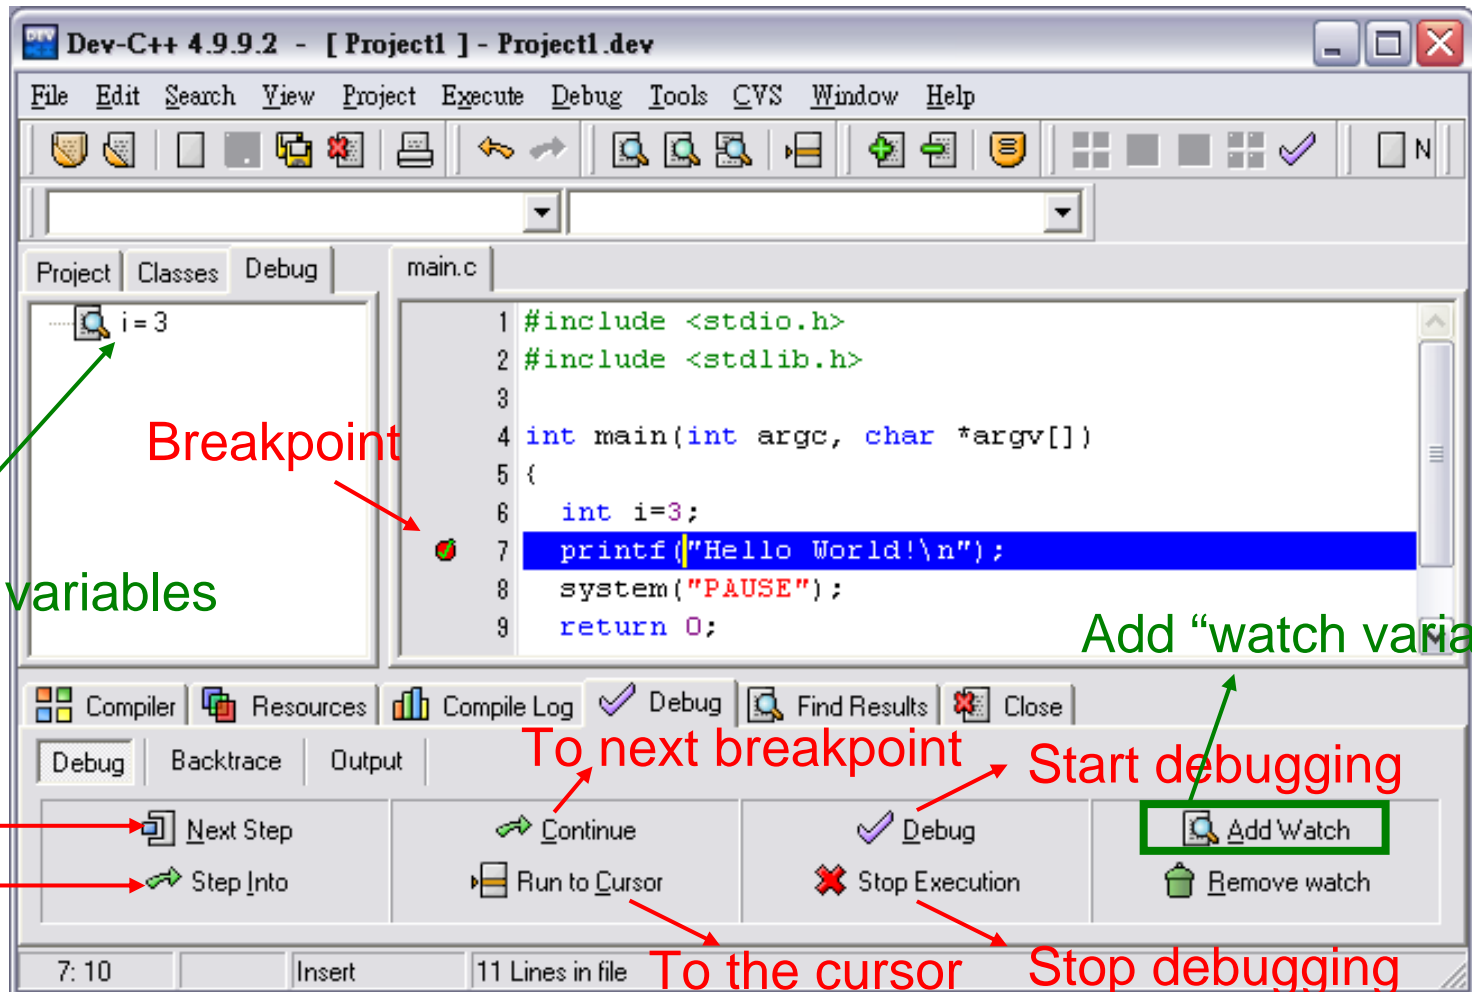 Dev-C++ 4.9.9.2 - [ Project1 ] - Project1.dev
File Edit Search View Project Execute Debug Tools CVS Window Help
N
Project Classes Debug
main.c
i = 3
1 #include <stdio.h>
2 #include <stdlib.h>
3
4 int main(int argc, char *argv[])
5 {
6 int i=3;
7 printf("Hello World!\n");
8 system("PAUSE");
9 return 0;
Breakpoint
variables
Add “watch varia
Compiler Resources Compile Log Debug Find Results Close
Debug Backtrace Output
To next breakpoint
Start debugging
Next Step Continue Debug Add Watch
Step Into Run to Cursor Stop Execution Remove watch
To the cursor
Stop debugging
7: 10 Insert 11 Lines in file